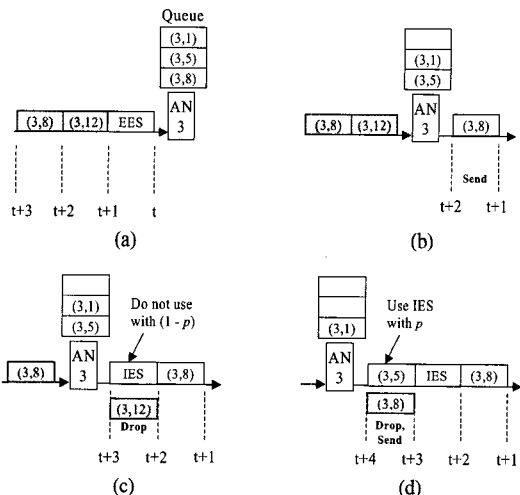 Queue
(3,1)
(3,5)
(3,8)
AN
3
(3,8) (3,12) EES
t+3 t+2 t+1 t
(a)
(3,1)
(3,5)
AN
3
(3,8) (3,12)
(3,8)
Send
t+2 t+1
(b)
(3,1)
(3,5)
Do not use
with (1 - p)
AN
3
(3,8)
IES (3,8)
(3,12)
Drop
t+3 t+2 t+1
(c)
(3,1)
Use IES
with p
AN
3
(3,5) IES (3,8)
(3,8)
Drop,
Send
t+4 t+3 t+2 t+1
(d)